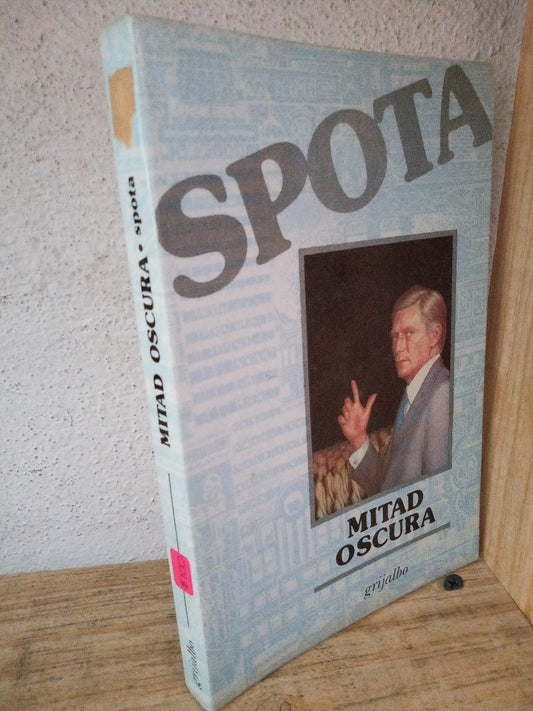 SPOTA
MITAD
OSCURA
grijalbo
MITAD OSCURA • spota
grijalbo